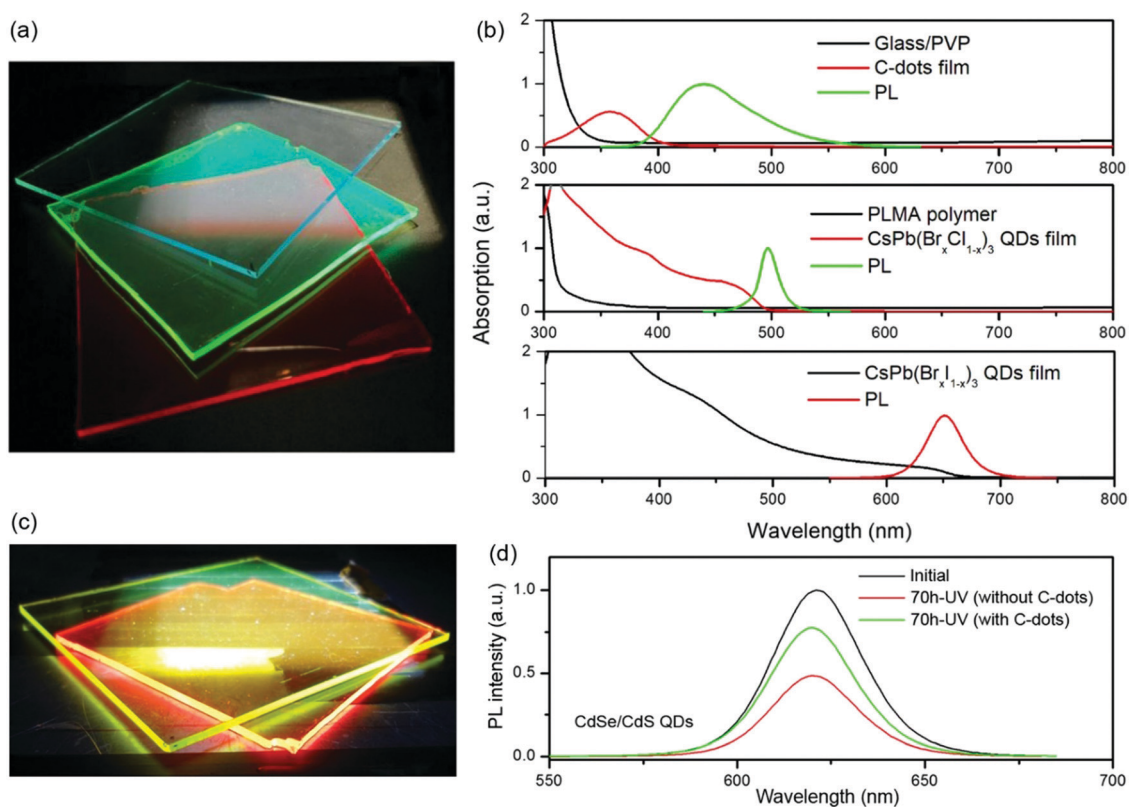 (a)
(b)
2
1
0
300 400 500 600 700 800
Glass/PVP
C-dots film
PL
2
1
0
300 400 500 600 700 800
PLMA polymer
CsPb(BrₓCl₁₋ₓ)₃ QDs film
PL
2
1
0
300 400 500 600 700 800
CsPb(BrₓI₁₋ₓ)₃ QDs film
PL
Absorption (a.u.)
Wavelength (nm)
(c)
(d)
1.0
0.5
0.0
550 600 650 700
Initial
70h-UV (without C-dots)
70h-UV (with C-dots)
CdSe/CdS QDs
PL intensity (a.u.)
Wavelength (nm)